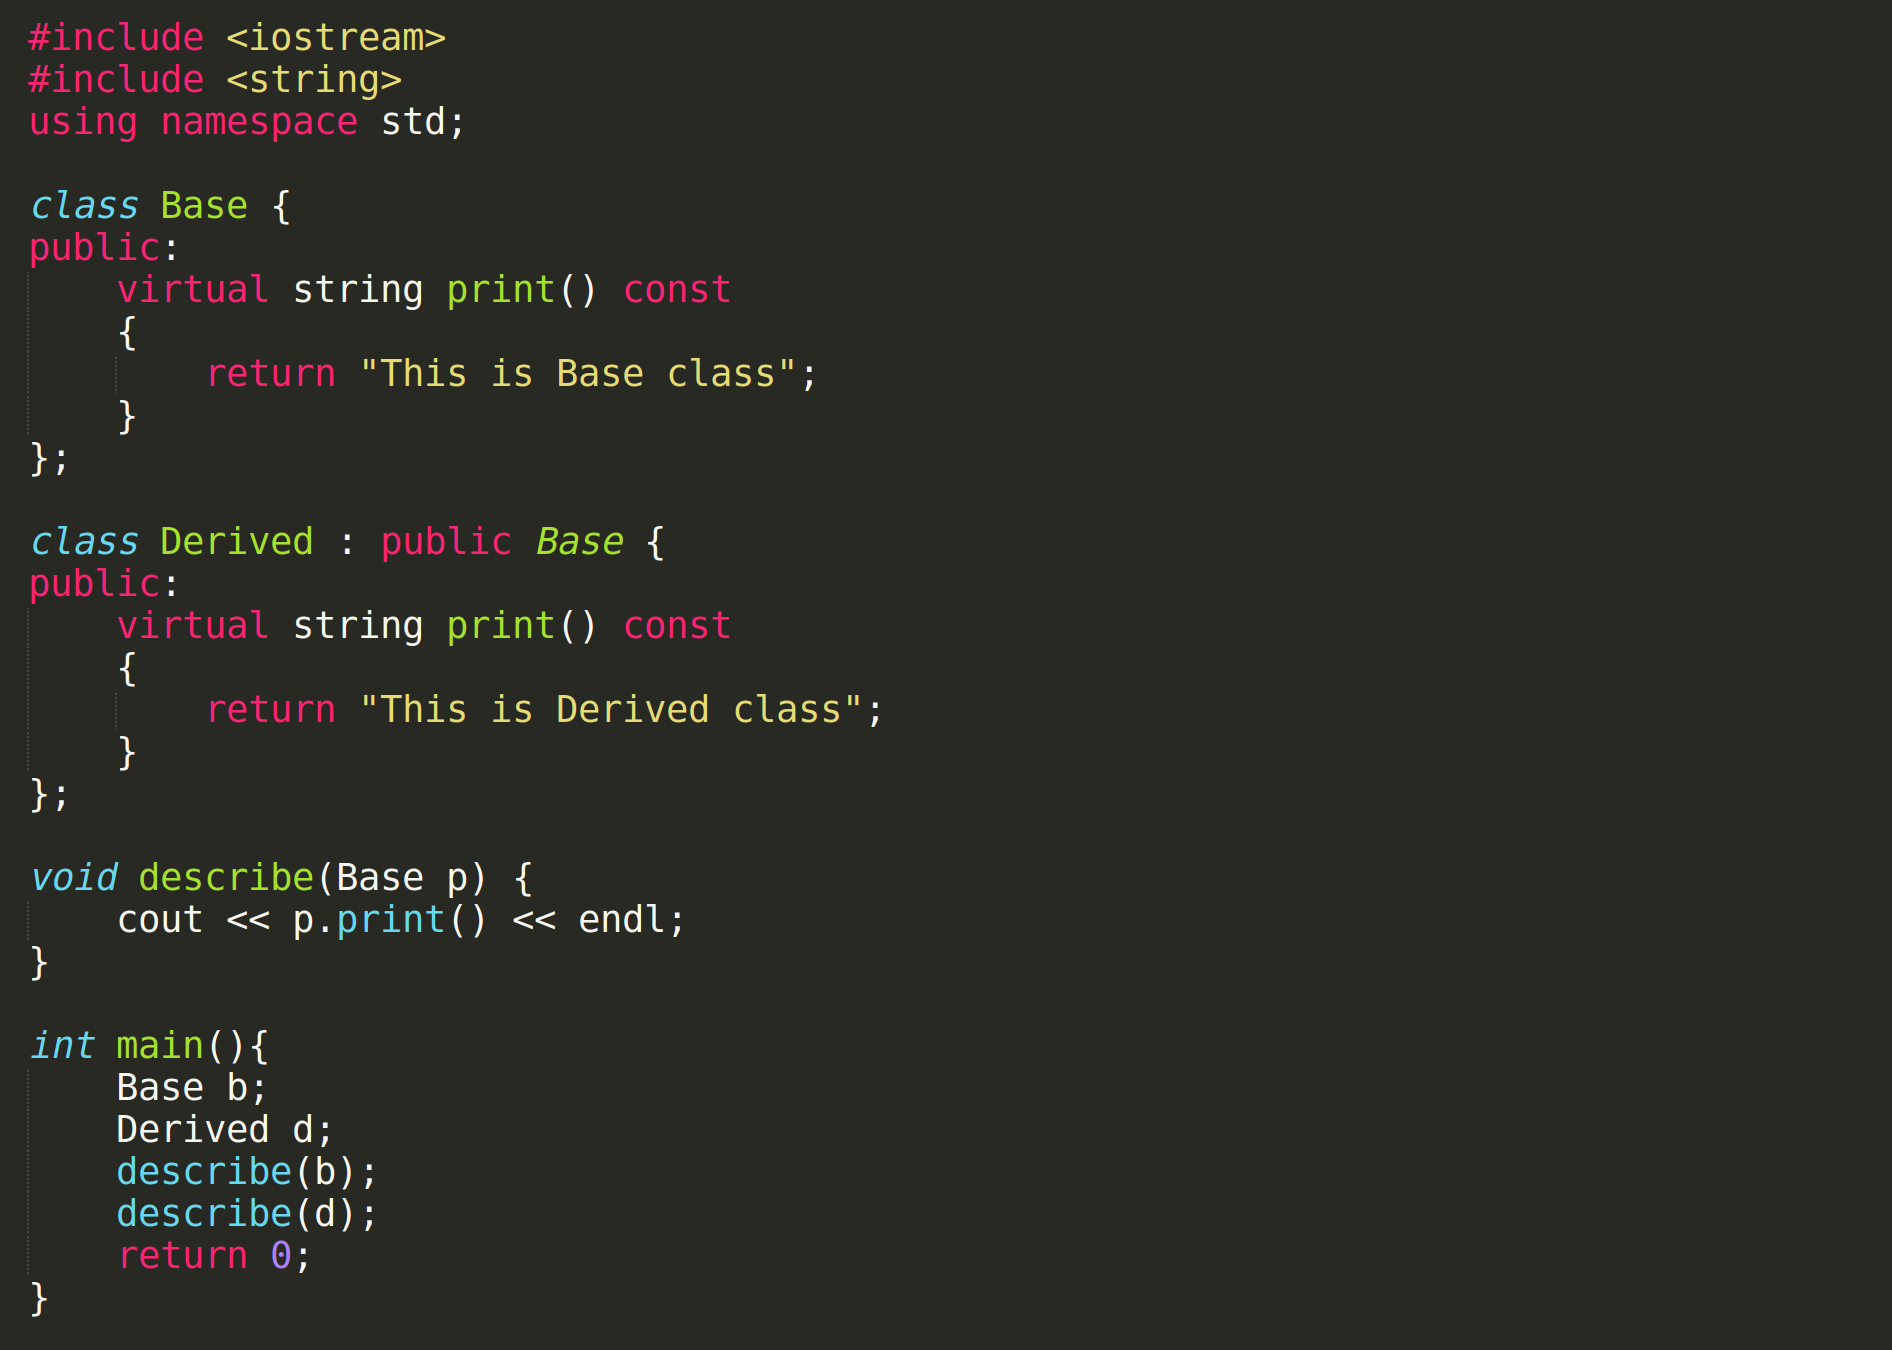 #include <iostream>
#include <string>
using namespace std;

class Base {
public:
    virtual string print() const
    {
        return "This is Base class";
    }
};

class Derived : public Base {
public:
    virtual string print() const
    {
        return "This is Derived class";
    }
};

void describe(Base p) {
    cout << p.print() << endl;
}

int main(){
    Base b;
    Derived d;
    describe(b);
    describe(d);
    return 0;
}